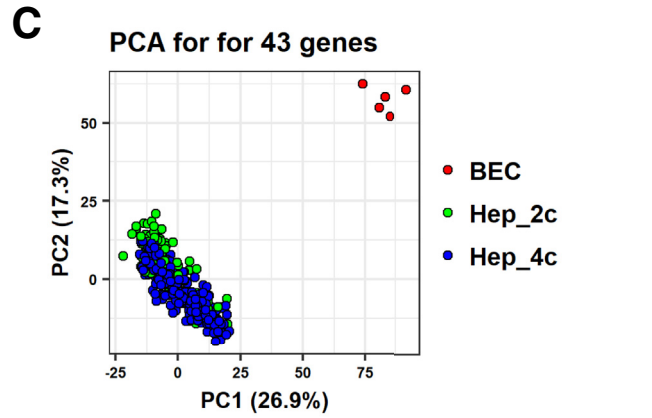 C
PCA for for 43 genes
PC2 (17.3%)
50
25
0
-25
0
25
50
75
PC1 (26.9%)
BEC
Hep_2c
Hep_4c